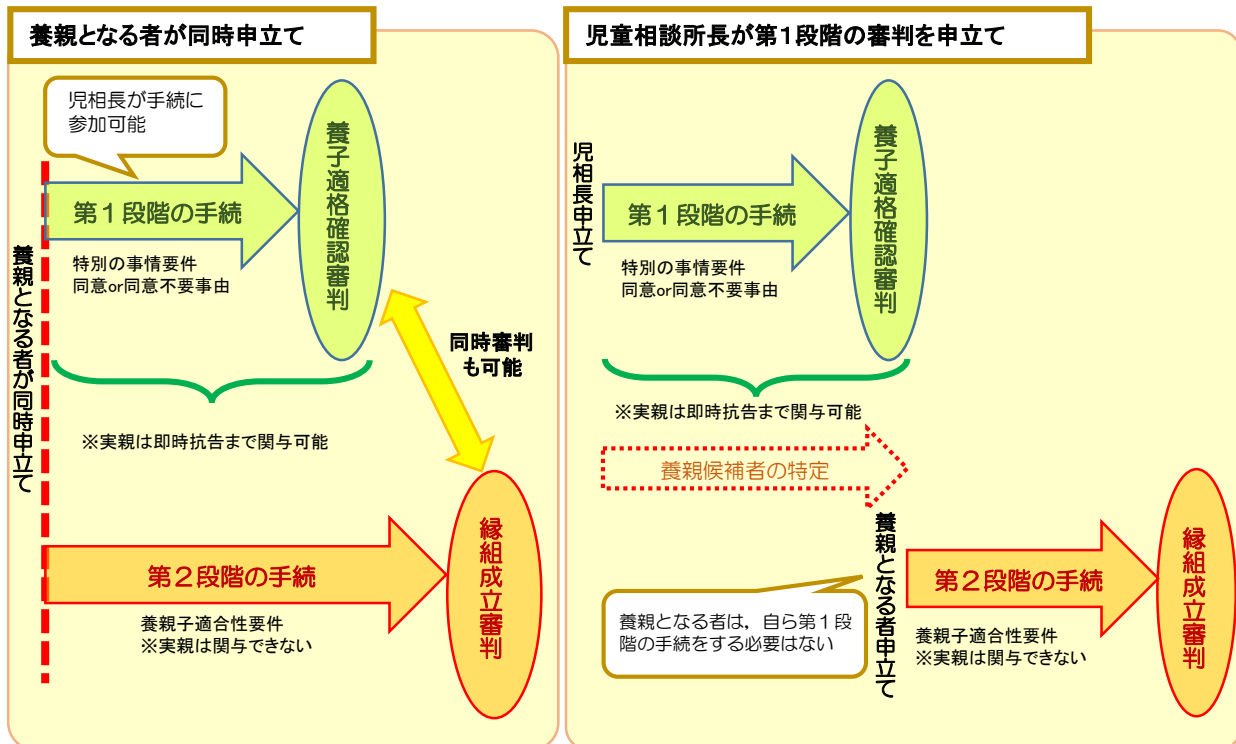 養親となる者が同時申立て
児相長が手続に
参加可能
養親となる者が同時申立て
第１段階の手続
養子適格確認審判
特別の事情要件
同意or同意不要事由
※実親は即時抗告まで関与可能
同時審判
も可能
第２段階の手続
養親子適合性要件
※実親は関与できない
縁組成立審判
児童相談所長が第１段階の審判を申立て
児相長申立て
第１段階の手続
養子適格確認審判
特別の事情要件
同意or同意不要事由
※実親は即時抗告まで関与可能
養親候補者の特定
養親となる者は，自ら第１段
階の手続をする必要はない
養親となる者申立て
第２段階の手続
養親子適合性要件
※実親は関与できない
縁組成立審判